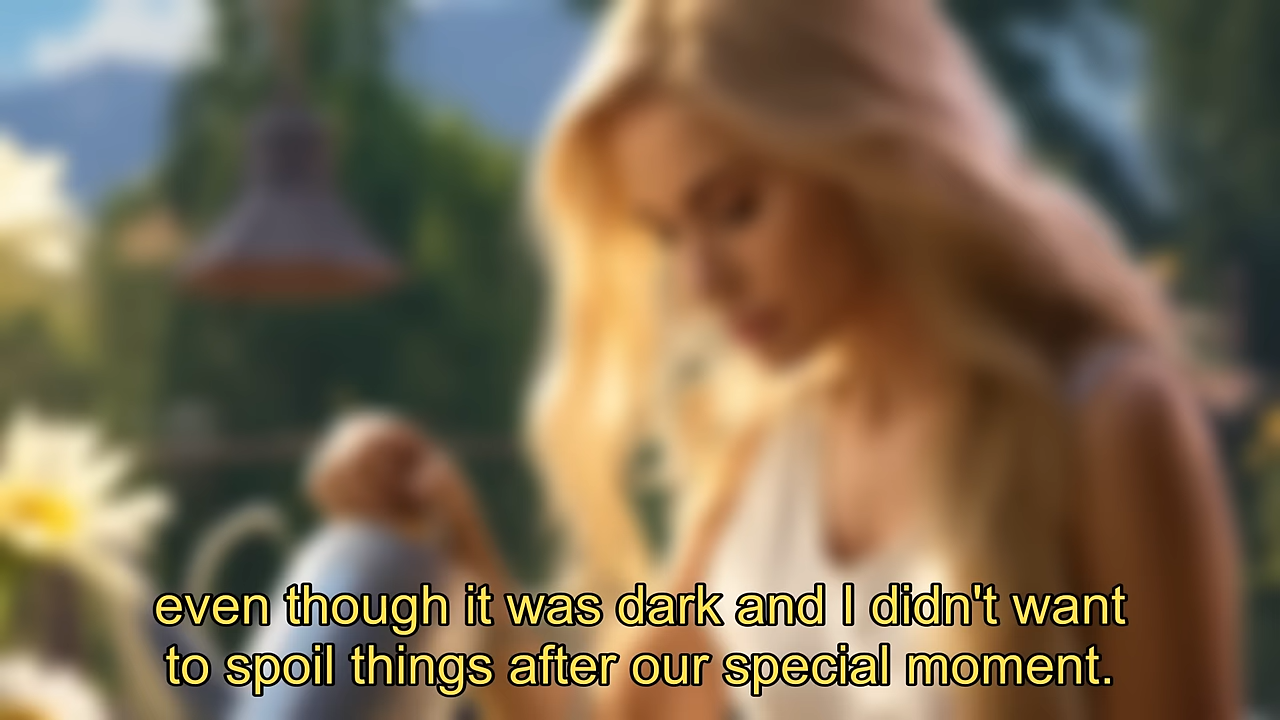 even though it was dark and I didn't want
to spoil things after our special moment.